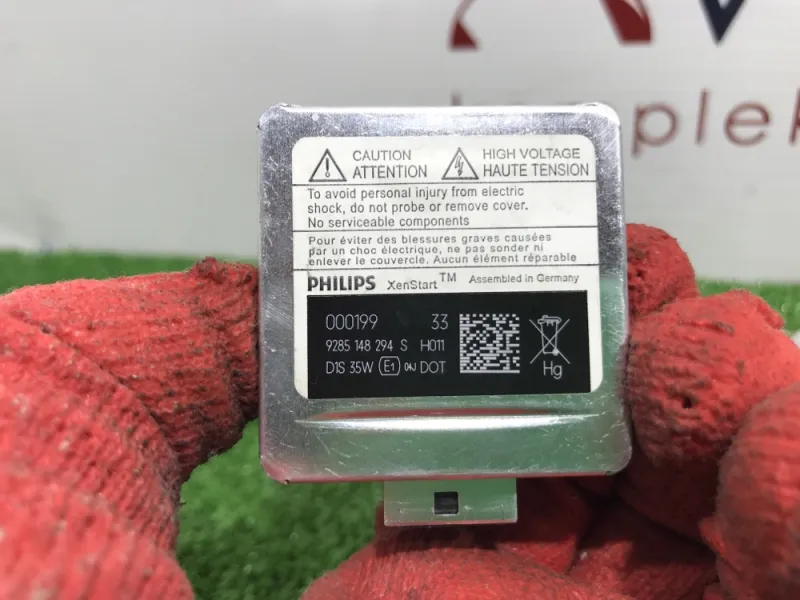 plek
CAUTION
ATTENTION
HIGH VOLTAGE
HAUTE TENSION
To avoid personal injury from electric
shock, do not probe or remove cover.
No serviceable components
Pour éviter des blessures graves causées
par un choc électrique, ne pas sonder ni
enlever le couvercle. Aucun élément réparable
PHILIPS XenStart™ Assembled in Germany
000199 33
9285 148 294 S H011
D1S 35W E1 DOT
Hg